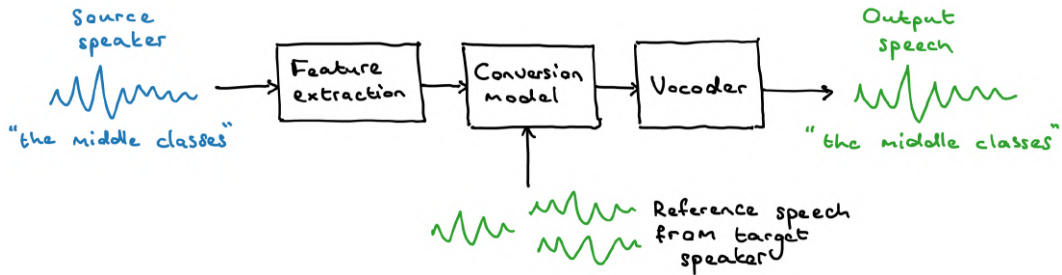 Source
speaker
"the middle classes"
Feature
extraction
Conversion
model
Vocoder
Output
speech
"the middle classes"
Reference speech
from target
speaker